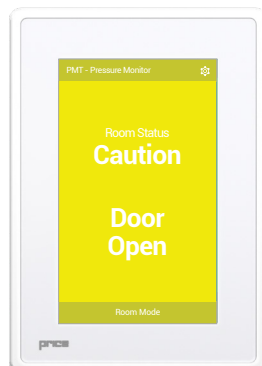 PMT - Pressure Monitor
Room Status
Caution
Door
Open
Room Mode
price